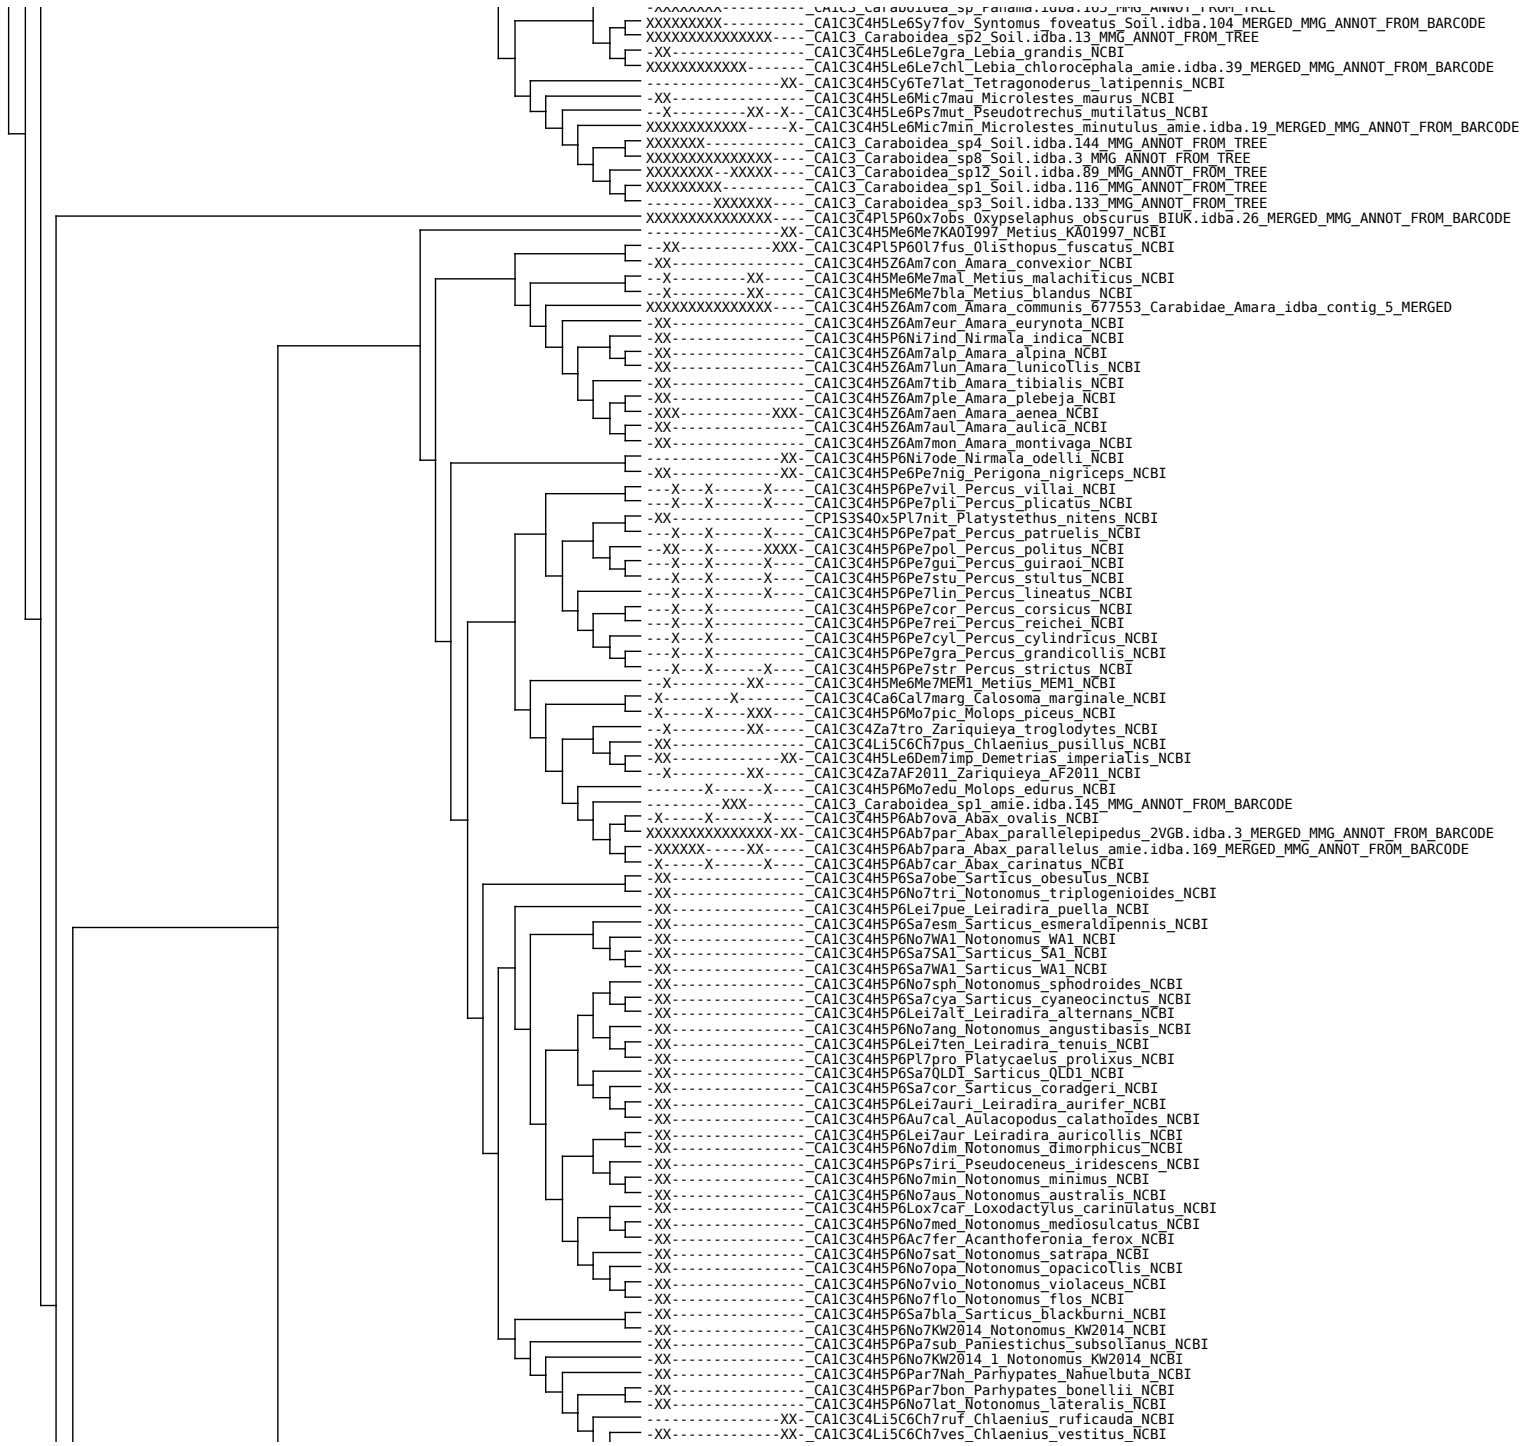 -XXXXXXXX----------_CA1C3_Caraboidea_sp_Panama.idba.165_MMG_ANNOT_FROM_TREE
XXXXXXXXX----------_CA1C3C4H5Le6Sy7fov_Syntomus_foveatus_Soil.idba.104_MERGED_MMG_ANNOT_FROM_BARCODE
XXXXXXXXXXXXXXX----_CA1C3_Caraboidea_sp2_Soil.idba.13_MMG_ANNOT_FROM_TREE
-XX----------------_CA1C3C4H5Le6Le7gra_Lebia_grandis_NCBI
XXXXXXXXXXXX-------_CA1C3C4H5Le6Le7chl_Lebia_chlorocephala_amie.idba.39_MERGED_MMG_ANNOT_FROM_BARCODE
----------------XX-_CA1C3C4H5Cy6Te7lat_Tetragonoderus_latipennis_NCBI
-XX----------------_CA1C3C4H5Le6Mic7mau_Microlestes_maurus_NCBI
--X---------XX--X--_CA1C3C4H5Le6Ps7mut_Pseudotrechus_mutilatus_NCBI
XXXXXXXXXXXX-----X-_CA1C3C4H5Le6Mic7min_Microlestes_minutulus_amie.idba.19_MERGED_MMG_ANNOT_FROM_BARCODE
XXXXXXX------------_CA1C3_Caraboidea_sp4_Soil.idba.144_MMG_ANNOT_FROM_TREE
XXXXXXXXXXXXXXX----_CA1C3_Caraboidea_sp8_Soil.idba.3_MMG_ANNOT_FROM_TREE
XXXXXXXX--XXXXX----_CA1C3_Caraboidea_sp12_Soil.idba.89_MMG_ANNOT_FROM_TREE
XXXXXXXXX----------_CA1C3_Caraboidea_sp1_Soil.idba.116_MMG_ANNOT_FROM_TREE
--------XXXXXXX----_CA1C3_Caraboidea_sp3_Soil.idba.133_MMG_ANNOT_FROM_TREE
XXXXXXXXXXXXXXX----_CA1C3C4Pl5P6Ox7obs_Oxypselaphus_obscurus_BIUK.idba.26_MERGED_MMG_ANNOT_FROM_BARCODE
----------------XX-_CA1C3C4H5Me6Me7KAO1997_Metius_KAO1997_NCBI
--XX-----------XXX-_CA1C3C4Pl5P6Ol7fus_Olisthopus_fuscatus_NCBI
-XX----------------_CA1C3C4H5Z6Am7con_Amara_convexior_NCBI
--X---------XX-----_CA1C3C4H5Me6Me7mal_Metius_malachiticus_NCBI
--X---------XX-----_CA1C3C4H5Me6Me7bla_Metius_blandus_NCBI
XXXXXXXXXXXXXXX----_CA1C3C4H5Z6Am7com_Amara_communis_677553_Carabidae_Amara_idba_contig_5_MERGED
-XX----------------_CA1C3C4H5Z6Am7eur_Amara_eurynota_NCBI
-XX----------------_CA1C3C4H5P6Ni7ind_Nirmala_indica_NCBI
-XX----------------_CA1C3C4H5Z6Am7alp_Amara_alpina_NCBI
-XX----------------_CA1C3C4H5Z6Am7lun_Amara_lunicollis_NCBI
-XX----------------_CA1C3C4H5Z6Am7tib_Amara_tibialis_NCBI
-XX----------------_CA1C3C4H5Z6Am7ple_Amara_plebeja_NCBI
-XXX-----------XXX-_CA1C3C4H5Z6Am7aen_Amara_aenea_NCBI
-XX----------------_CA1C3C4H5Z6Am7aul_Amara_aulica_NCBI
-XX----------------_CA1C3C4H5Z6Am7mon_Amara_montivaga_NCBI
----------------XX-_CA1C3C4H5P6Ni7ode_Nirmala_odelli_NCBI
-XX-------------XX-_CA1C3C4H5Pe6Pe7nig_Perigona_nigriceps_NCBI
---X---X------X----_CA1C3C4H5P6Pe7vil_Percus_villai_NCBI
---X---X------X----_CA1C3C4H5P6Pe7pli_Percus_plicatus_NCBI
-XX----------------_CP1S3S4Ox5Pl7nit_Platystethus_nitens_NCBI
---X---X------X----_CA1C3C4H5P6Pe7pat_Percus_patruelis_NCBI
--XX---X------XXXX-_CA1C3C4H5P6Pe7pol_Percus_politus_NCBI
---X---X------X----_CA1C3C4H5P6Pe7gui_Percus_guiraoi_NCBI
---X---X------X----_CA1C3C4H5P6Pe7stu_Percus_stultus_NCBI
---X---X------X----_CA1C3C4H5P6Pe7lin_Percus_lineatus_NCBI
---X---X-----------_CA1C3C4H5P6Pe7cor_Percus_corsicus_NCBI
---X---X-----------_CA1C3C4H5P6Pe7rei_Percus_reichei_NCBI
---X---X-----------_CA1C3C4H5P6Pe7cyl_Percus_cylindricus_NCBI
---X---X-----------_CA1C3C4H5P6Pe7gra_Percus_grandicollis_NCBI
---X---X------X----_CA1C3C4H5P6Pe7str_Percus_strictus_NCBI
--X---------XX-----_CA1C3C4H5Me6Me7MEM1_Metius_MEM1_NCBI
-X--------X--------_CA1C3C4Ca6Cal7marg_Calosoma_marginale_NCBI
-X-----X----XXX----_CA1C3C4H5P6Mo7pic_Molops_piceus_NCBI
--X---------XX-----_CA1C3C4Za7tro_Zariquieya_troglodytes_NCBI
-XX----------------_CA1C3C4Li5C6Ch7pus_Chlaenius_pusillus_NCBI
-XX-------------XX-_CA1C3C4H5Le6Dem7imp_Demetrias_imperialis_NCBI
--X---------XX-----_CA1C3C4Za7AF2011_Zariquieya_AF2011_NCBI
-------X------X----_CA1C3C4H5P6Mo7edu_Molops_edurus_NCBI
---------XXX-------_CA1C3_Caraboidea_sp1_amie.idba.145_MMG_ANNOT_FROM_BARCODE
-X-----X------X----_CA1C3C4H5P6Ab7ova_Abax_ovalis_NCBI
XXXXXXXXXXXXXXX-XX-_CA1C3C4H5P6Ab7par_Abax_parallelepipedus_2VGB.idba.3_MERGED_MMG_ANNOT_FROM_BARCODE
-XXXXXX-----XX-----_CA1C3C4H5P6Ab7para_Abax_parallelus_amie.idba.169_MERGED_MMG_ANNOT_FROM_BARCODE
-X-----X------X----_CA1C3C4H5P6Ab7car_Abax_carinatus_NCBI
-XX----------------_CA1C3C4H5P6Sa7obe_Sarticus_obesulus_NCBI
-XX----------------_CA1C3C4H5P6No7tri_Notonomus_triplogenioides_NCBI
-XX----------------_CA1C3C4H5P6Lei7pue_Leiradira_puella_NCBI
-XX----------------_CA1C3C4H5P6Sa7esm_Sarticus_esmeraldipennis_NCBI
-XX----------------_CA1C3C4H5P6No7WA1_Notonomus_WA1_NCBI
-XX----------------_CA1C3C4H5P6Sa7SA1_Sarticus_SA1_NCBI
-XX----------------_CA1C3C4H5P6Sa7WA1_Sarticus_WA1_NCBI
-XX----------------_CA1C3C4H5P6No7sph_Notonomus_sphodroides_NCBI
-XX----------------_CA1C3C4H5P6Sa7cya_Sarticus_cyaneocinctus_NCBI
-XX----------------_CA1C3C4H5P6Lei7alt_Leiradira_alternans_NCBI
-XX----------------_CA1C3C4H5P6No7ang_Notonomus_angustibasis_NCBI
-XX----------------_CA1C3C4H5P6Lei7ten_Leiradira_tenuis_NCBI
-XX----------------_CA1C3C4H5P6Pl7pro_Platycaelus_prolixus_NCBI
-XX----------------_CA1C3C4H5P6Sa7QLD1_Sarticus_QLD1_NCBI
-XX----------------_CA1C3C4H5P6Sa7cor_Sarticus_coradgeri_NCBI
-XX----------------_CA1C3C4H5P6Lei7auri_Leiradira_aurifer_NCBI
-XX----------------_CA1C3C4H5P6Au7cal_Aulacopodus_calathoides_NCBI
-XX----------------_CA1C3C4H5P6Lei7aur_Leiradira_auricollis_NCBI
-XX----------------_CA1C3C4H5P6No7dim_Notonomus_dimorphicus_NCBI
-XX----------------_CA1C3C4H5P6Ps7iri_Pseudoceneus_iridescens_NCBI
-XX----------------_CA1C3C4H5P6No7min_Notonomus_minimus_NCBI
-XX----------------_CA1C3C4H5P6No7aus_Notonomus_australis_NCBI
-XX----------------_CA1C3C4H5P6Lox7car_Loxodactylus_carinulatus_NCBI
-XX----------------_CA1C3C4H5P6No7med_Notonomus_mediosulcatus_NCBI
-XX----------------_CA1C3C4H5P6Ac7fer_Acanthoferonia_ferox_NCBI
-XX----------------_CA1C3C4H5P6No7sat_Notonomus_satrapa_NCBI
-XX----------------_CA1C3C4H5P6No7opa_Notonomus_opacicollis_NCBI
-XX----------------_CA1C3C4H5P6No7vio_Notonomus_violaceus_NCBI
-XX----------------_CA1C3C4H5P6No7flo_Notonomus_flos_NCBI
-XX----------------_CA1C3C4H5P6Sa7bla_Sarticus_blackburni_NCBI
-XX----------------_CA1C3C4H5P6No7KW2014_Notonomus_KW2014_NCBI
-XX----------------_CA1C3C4H5P6Pa7sub_Paniestichus_subsolianus_NCBI
-XX----------------_CA1C3C4H5P6No7KW2014_1_Notonomus_KW2014_NCBI
-XX----------------_CA1C3C4H5P6Par7Nah_Parhypates_Nahuelbuta_NCBI
-XX----------------_CA1C3C4H5P6Par7bon_Parhypates_bonellii_NCBI
-XX----------------_CA1C3C4H5P6No7lat_Notonomus_lateralis_NCBI
----------------XX-_CA1C3C4Li5C6Ch7ruf_Chlaenius_ruficauda_NCBI
-XX-------------XX-_CA1C3C4Li5C6Ch7ves_Chlaenius_vestitus_NCBI